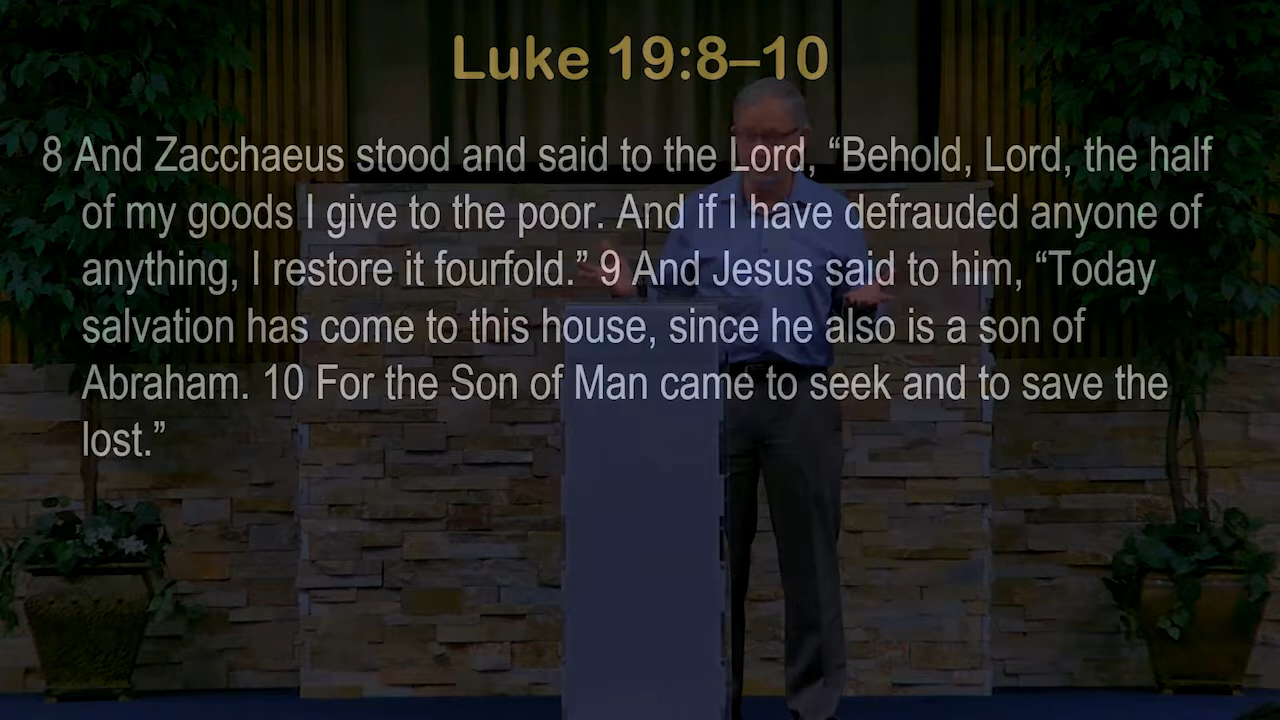 Luke 19:8–10
8 And Zacchaeus stood and said to the Lord, “Behold, Lord, the half
of my goods I give to the poor. And if I have defrauded anyone of
anything, I restore it fourfold.” 9 And Jesus said to him, “Today
salvation has come to this house, since he also is a son of
Abraham. 10 For the Son of Man came to seek and to save the
lost.”